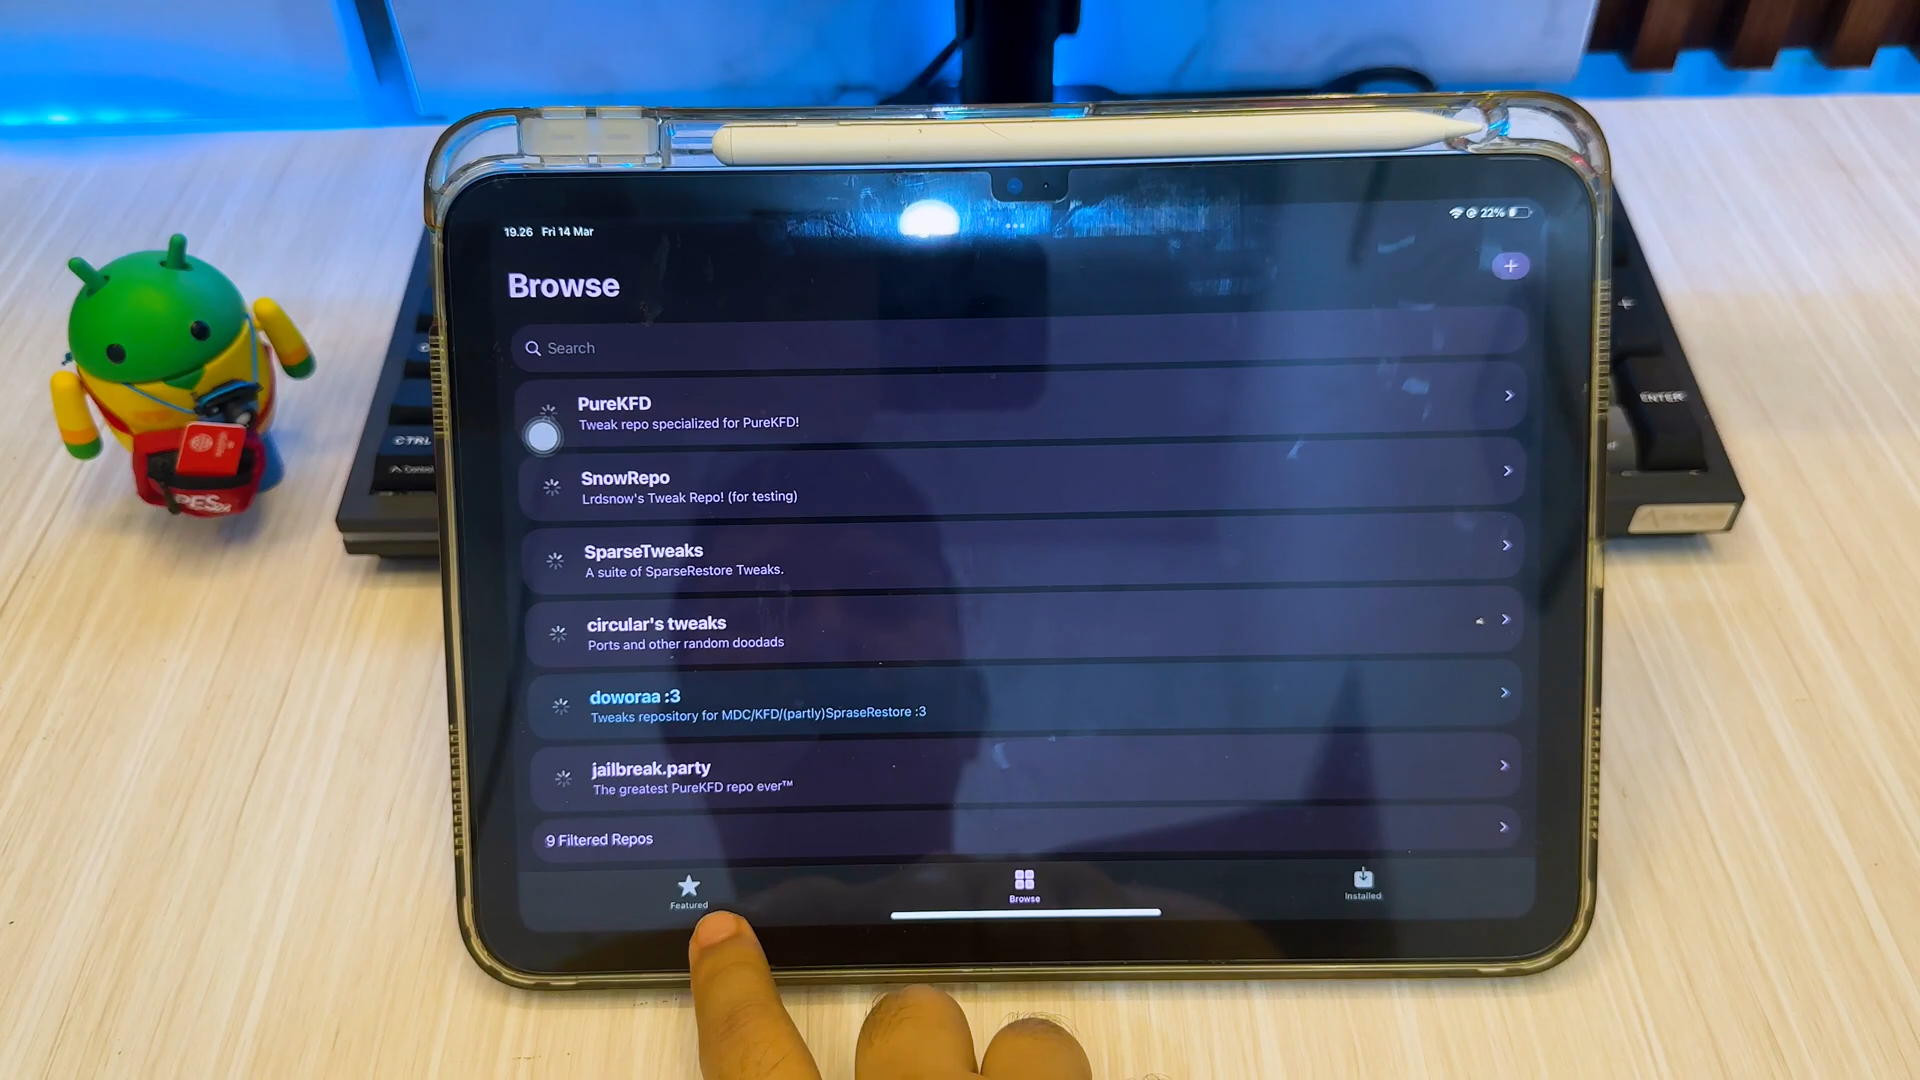 19.26 Fri 14 Mar
22%
Browse
Search
PureKFD
Tweak repo specialized for PureKFD!
SnowRepo
Lrdsnow's Tweak Repo! (for testing)
SparseTweaks
A suite of SparseRestore Tweaks.
circular's tweaks
Ports and other random doodads
doworaa :3
Tweaks repository for MDC/KFD/(partly)SpraseRestore :3
jailbreak.party
The greatest PureKFD repo ever™
9 Filtered Repos
Featured
Browse
Installed
CTRL
Control
ENTER